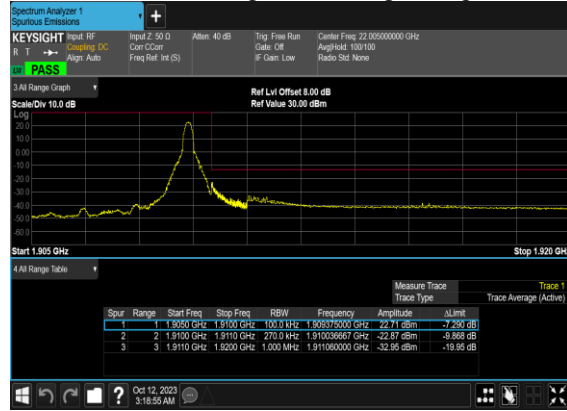 Spectrum Analyzer 1
Spurious Emissions
+
KEYSIGHT Input: RF Input Z: 50 Ω Atten: 40 dB Trig: Free Run Center Freq: 22.005000000 GHz
R T Coupling: DC Corr CCorr Gate: Off Avg|Hold: 100/100
Align: Auto Freq Ref: Int (S) IF Gain: Low Radio Std: None
PASS
3 All Range Graph
Ref Lvl Offset 8.00 dB
Scale/Div 10.0 dB Ref Value 30.00 dBm
Log
20.0
10.0
0.00
-10.0
-20.0
-30.0
-40.0
-50.0
-60.0
Start 1.905 GHz Stop 1.920 GH
4 All Range Table
Measure Trace Trace 1
Trace Type Trace Average (Active)
Spur Range Start Freq Stop Freq RBW Frequency Amplitude ΔLimit
1 1 1.9050 GHz 1.9100 GHz 100.0 kHz 1.909375000 GHz 22.71 dBm -7.290 dB
2 2 1.9100 GHz 1.9110 GHz 270.0 kHz 1.910036667 GHz -22.87 dBm -9.868 dB
3 3 1.9110 GHz 1.9200 GHz 1.000 MHz 1.911060000 GHz -32.95 dBm -19.95 dB
? Oct 12, 2023
3:18:55 AM